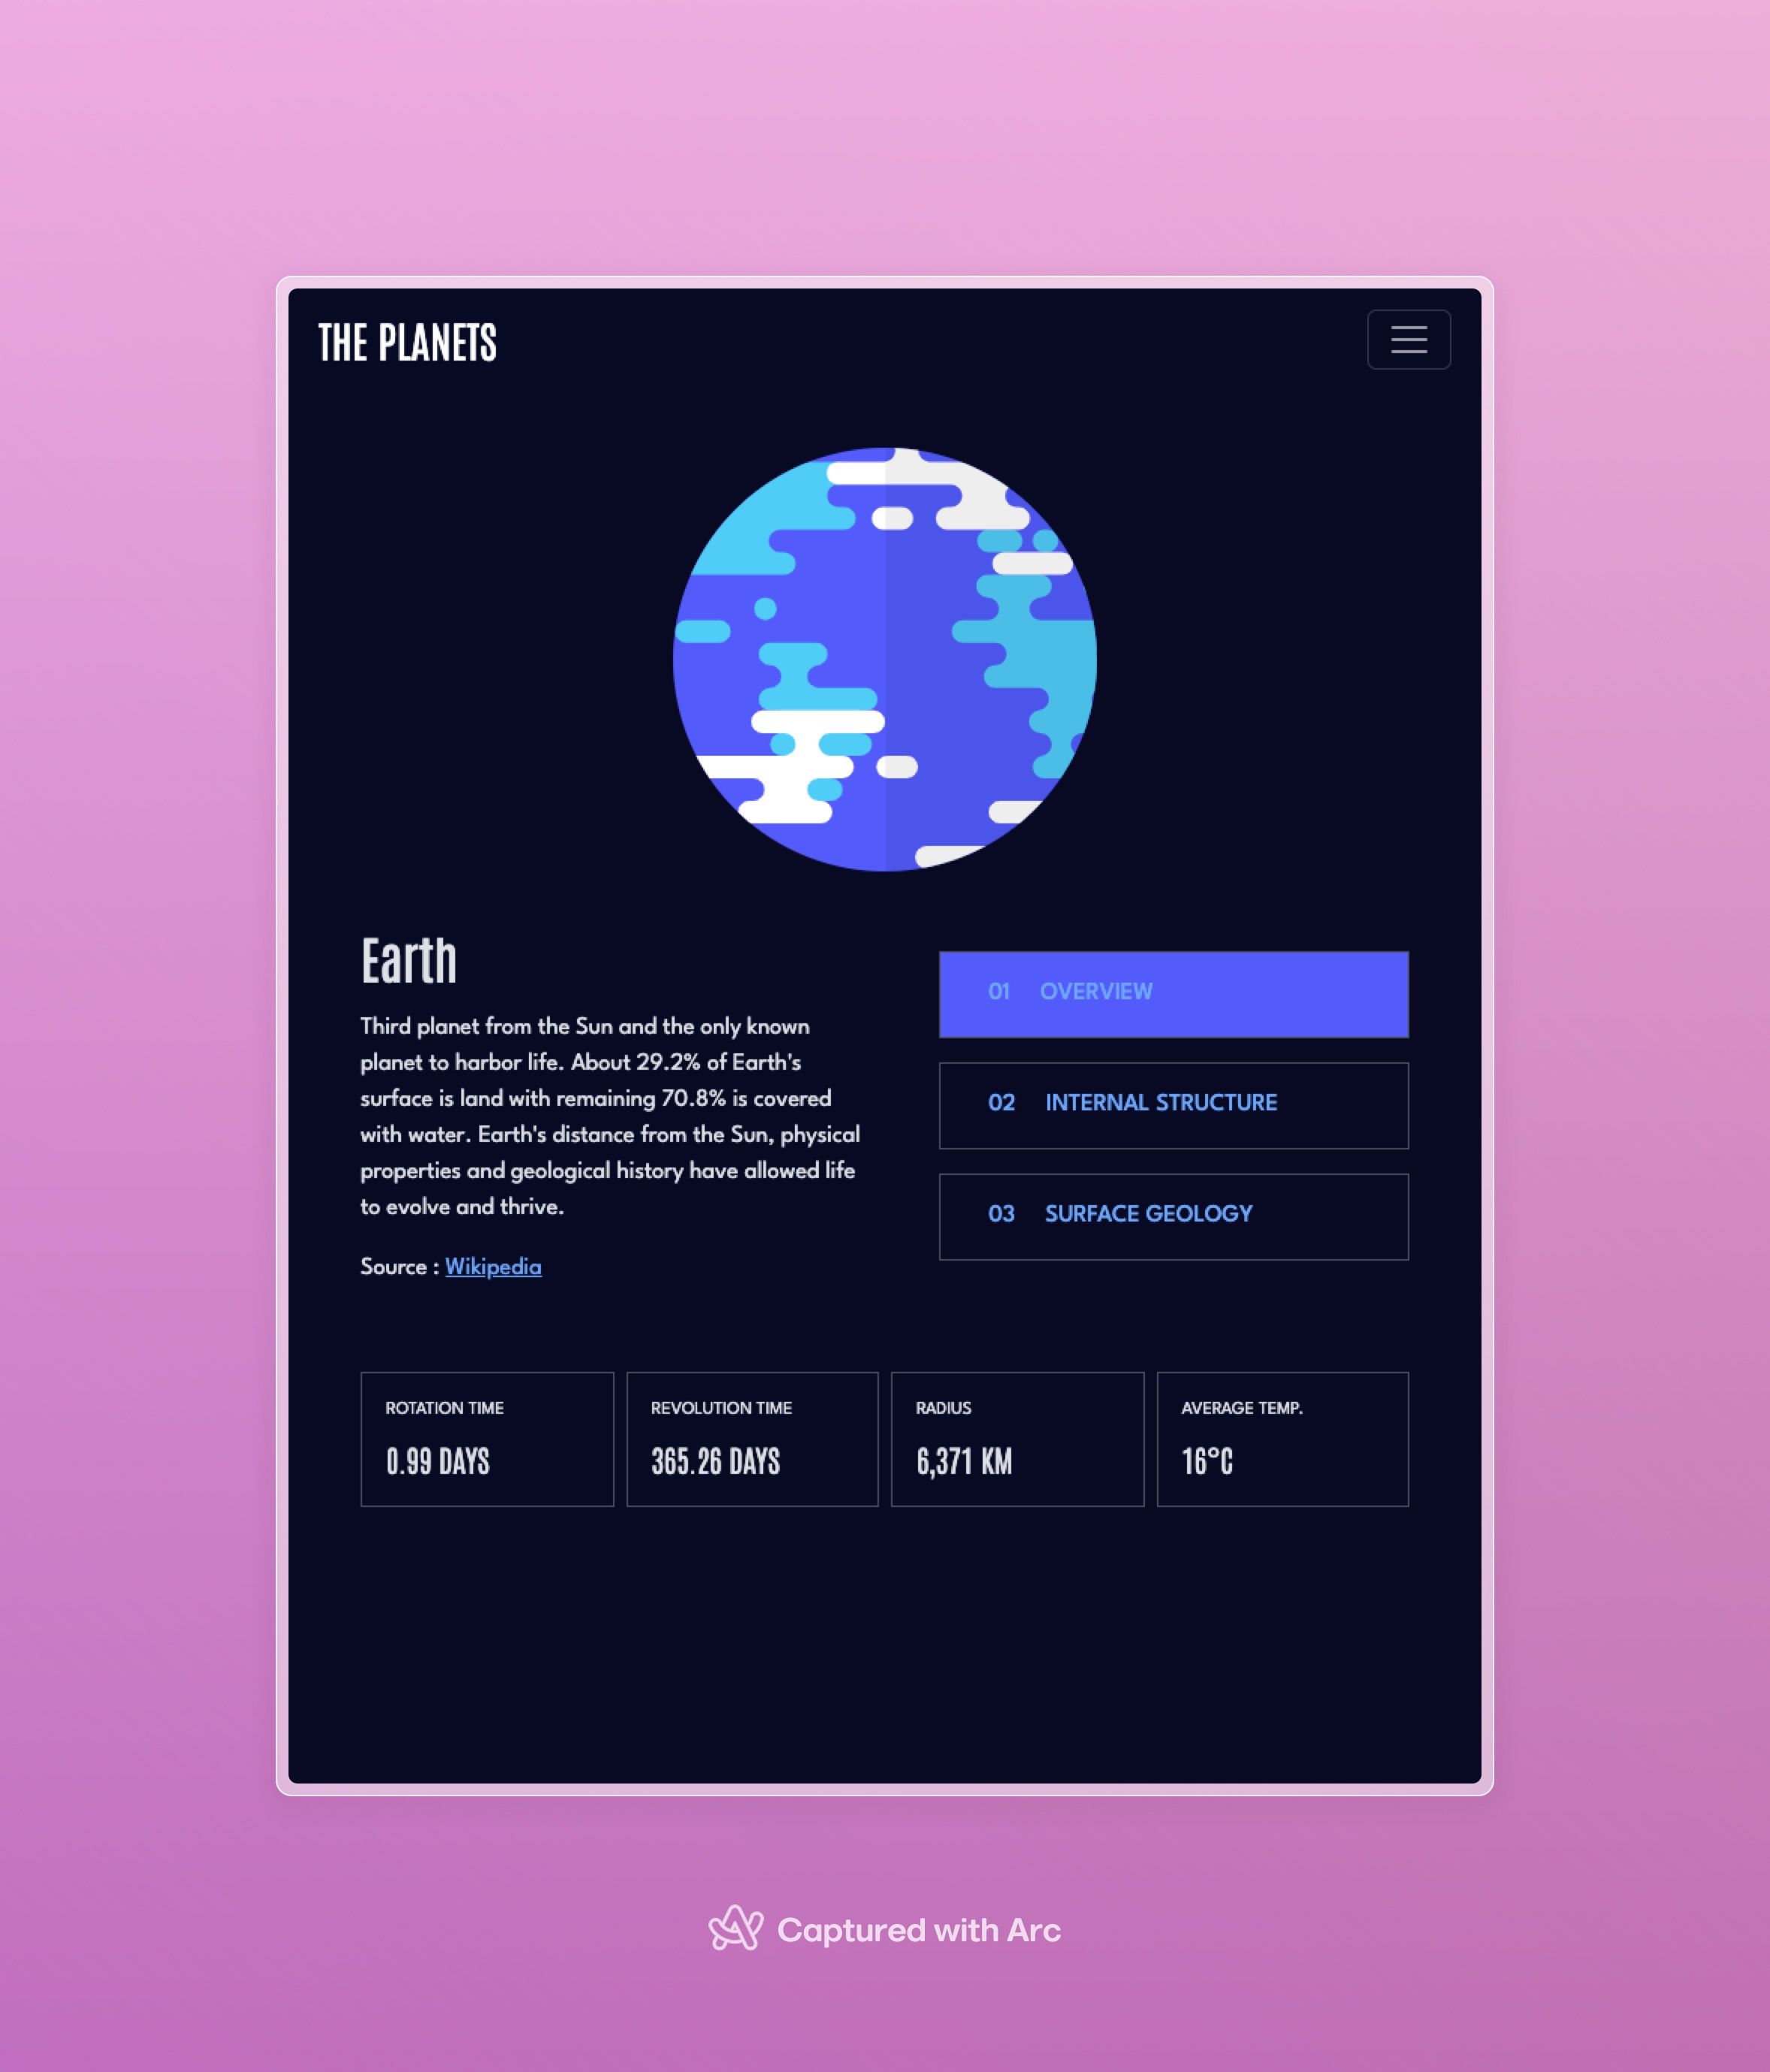 THE PLANETS
Earth
Third planet from the Sun and the only known
planet to harbor life. About 29.2% of Earth's
surface is land with remaining 70.8% is covered
with water. Earth's distance from the Sun, physical
properties and geological history have allowed life
to evolve and thrive.
Source : Wikipedia
01 OVERVIEW
02 INTERNAL STRUCTURE
03 SURFACE GEOLOGY
ROTATION TIME
0.99 DAYS
REVOLUTION TIME
365.26 DAYS
RADIUS
6,371 KM
AVERAGE TEMP.
16°C
Captured with Arc